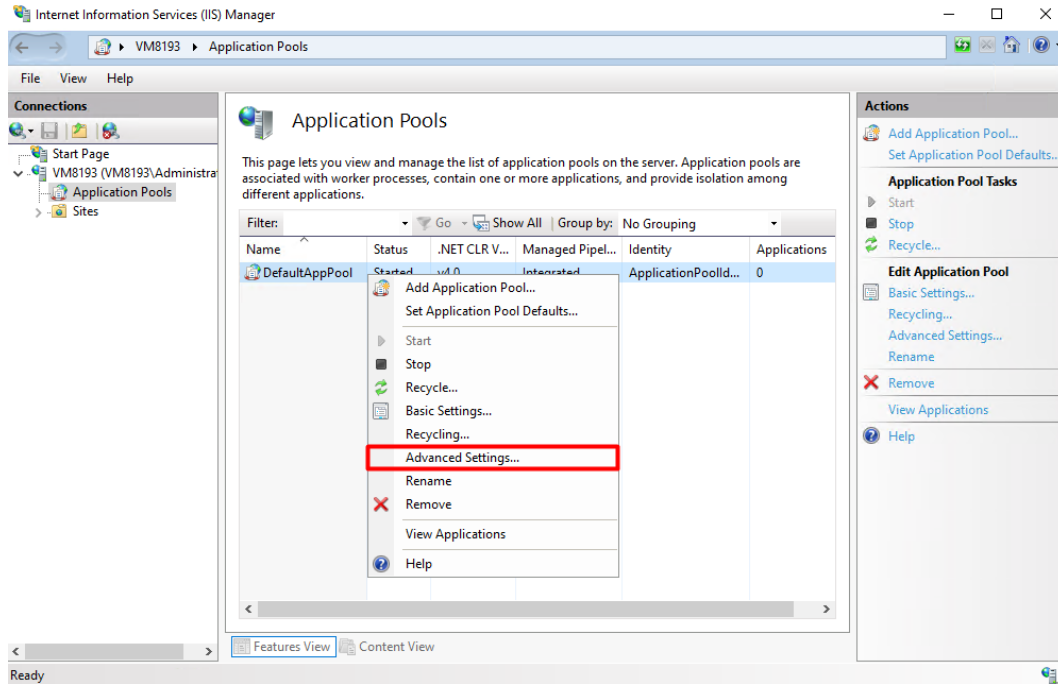 Internet Information Services (IIS) Manager
VM8193 Application Pools
File View Help
Connections
Start Page
VM8193 (VM8193\Administra
Application Pools
Sites
Application Pools
This page lets you view and manage the list of application pools on the server. Application pools are
associated with worker processes, contain one or more applications, and provide isolation among
different applications.
Filter: Go Show All Group by: No Grouping
Name Status .NET CLR V... Managed Pipel... Identity Applications
DefaultAppPool Started v4.0 Integrated ApplicationPoolId... 0
Add Application Pool...
Set Application Pool Defaults...
Start
Stop
Recycle...
Basic Settings...
Recycling...
Advanced Settings...
Rename
Remove
View Applications
Help
Features View Content View
Actions
Add Application Pool...
Set Application Pool Defaults...
Application Pool Tasks
Start
Stop
Recycle...
Edit Application Pool
Basic Settings...
Recycling...
Advanced Settings...
Rename
Remove
View Applications
Help
Ready